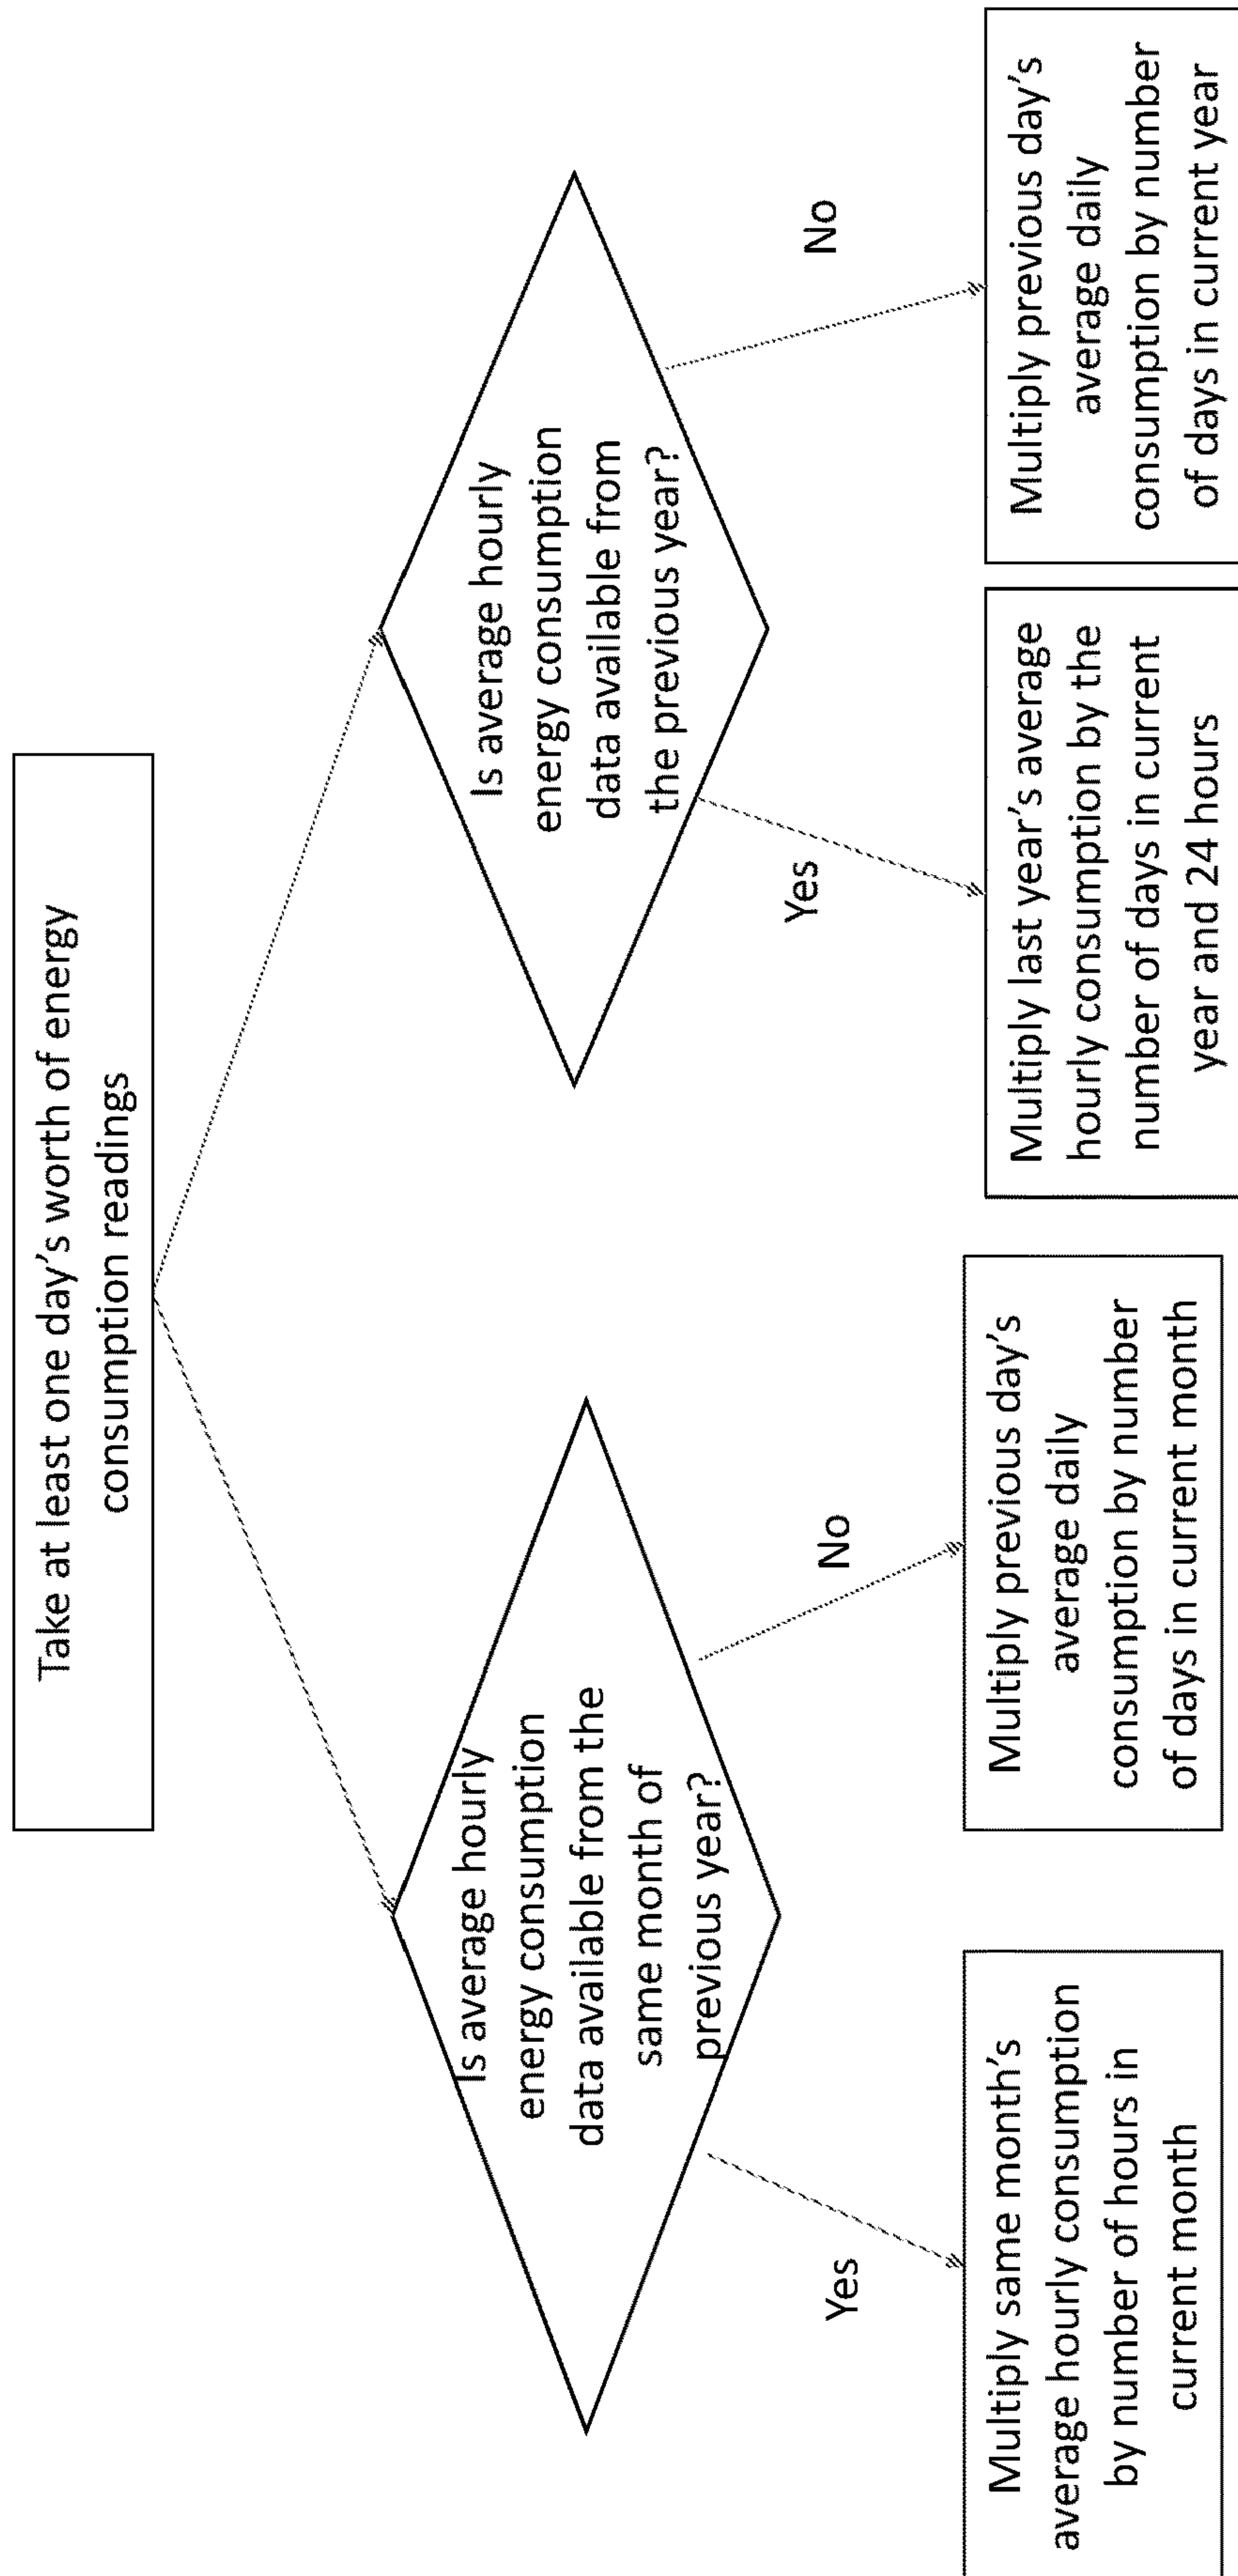 Take at least one day's worth of energy
consumption readings
Is average hourly
energy consumption
data available from the
same month of
previous year?
Is average hourly
energy consumption
data available from
the previous year?
Yes
No
Yes
No
Multiply same month's
average hourly consumption
by number of hours in
current month
Multiply previous day's
average daily
consumption by number
of days in current month
Multiply last year's average
hourly consumption by the
number of days in current
year and 24 hours
Multiply previous day's
average daily
consumption by number
of days in current year